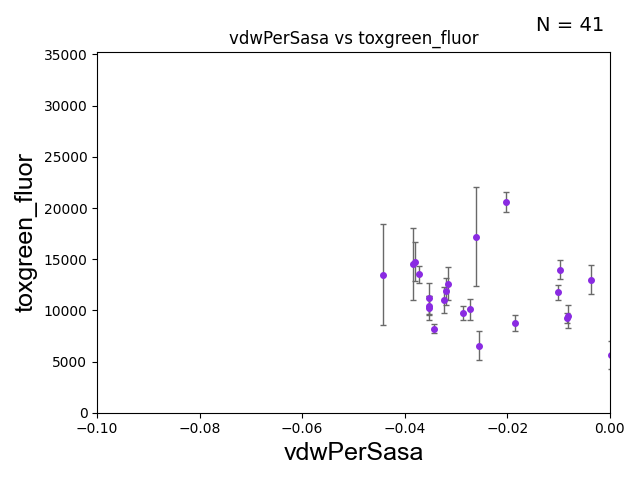 N = 41
vdwPerSasa vs toxgreen_fluor
35000
30000
25000
20000
15000
10000
5000
0
toxgreen_fluor
−0.10 −0.08 −0.06 −0.04 −0.02 0.00
vdwPerSasa